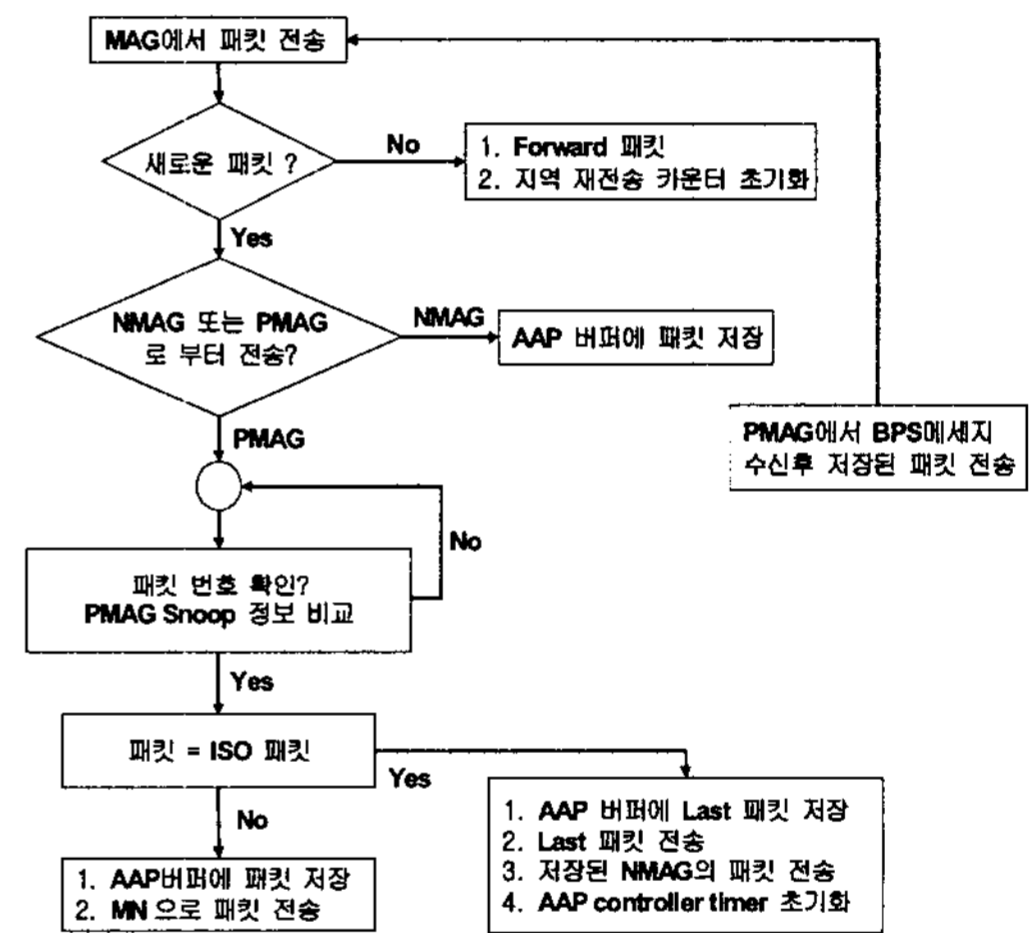 MAG에서 패킷 전송
새로운 패킷 ?
No
1. Forward 패킷
2. 지역 재전송 카운터 초기화
Yes
NMAG 또는 PMAG
로 부터 전송?
NMAG
AAP 버퍼에 패킷 저장
PMAG
PMAG에서 BPS메세지
수신후 저장된 패킷 전송
No
패킷 번호 확인?
PMAG Snoop 정보 비교
Yes
패킷 = ISO 패킷
Yes
No
1. AAP 버퍼에 Last 패킷 저장
2. Last 패킷 전송
3. 저장된 NMAG의 패킷 전송
4. AAP controller timer 초기화
1. AAP버퍼에 패킷 저장
2. MN 으로 패킷 전송